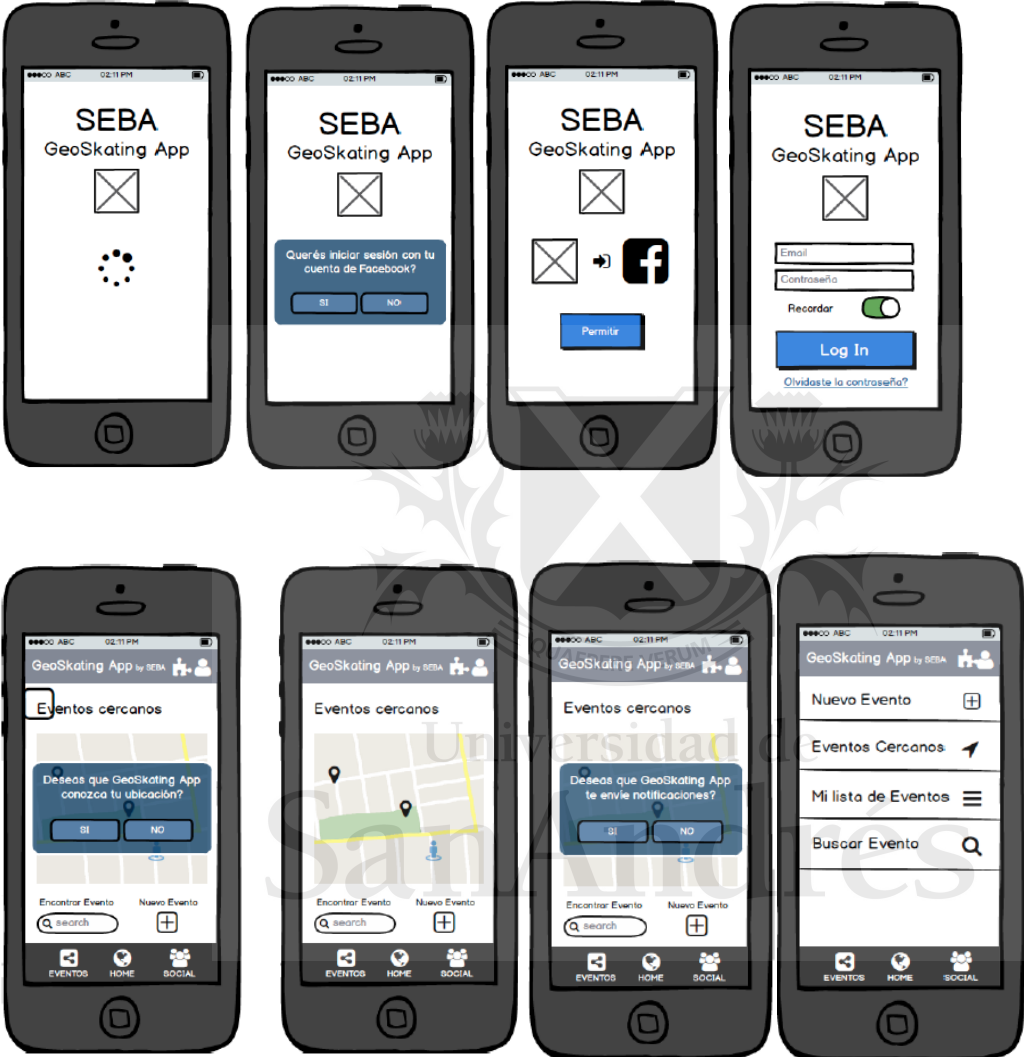 ABC 02:11 PM
SEBA
GeoSkating App
ABC 02:11 PM
SEBA
GeoSkating App
Querés iniciar sesión con tu
cuenta de Facebook?
SI NO
ABC 02:11 PM
SEBA
GeoSkating App
Permitir
ABC 02:11 PM
SEBA
GeoSkating App
Email
Contraseña
Recordar
Log In
Olvidaste la contraseña?
ABC 02:11 PM
GeoSkating App by SEBA
Eventos cercanos
Deseas que GeoSkating App
conozca tu ubicación?
SI NO
Encontrar Evento Nuevo Evento
search
EVENTOS HOME SOCIAL
ABC 02:11 PM
GeoSkating App by SEBA
Eventos cercanos
Encontrar Evento Nuevo Evento
search
EVENTOS HOME SOCIAL
ABC 02:11 PM
GeoSkating App by SEBA
Eventos cercanos
Deseas que GeoSkating App
te envíe notificaciones?
SI NO
Encontrar Evento Nuevo Evento
search
EVENTOS HOME SOCIAL
ABC 02:11 PM
GeoSkating App by SEBA
Nuevo Evento
Eventos Cercanos
Mi lista de Eventos
Buscar Evento
EVENTOS HOME SOCIAL
QUAERERE VERUM
Universidad de
SanAndrés